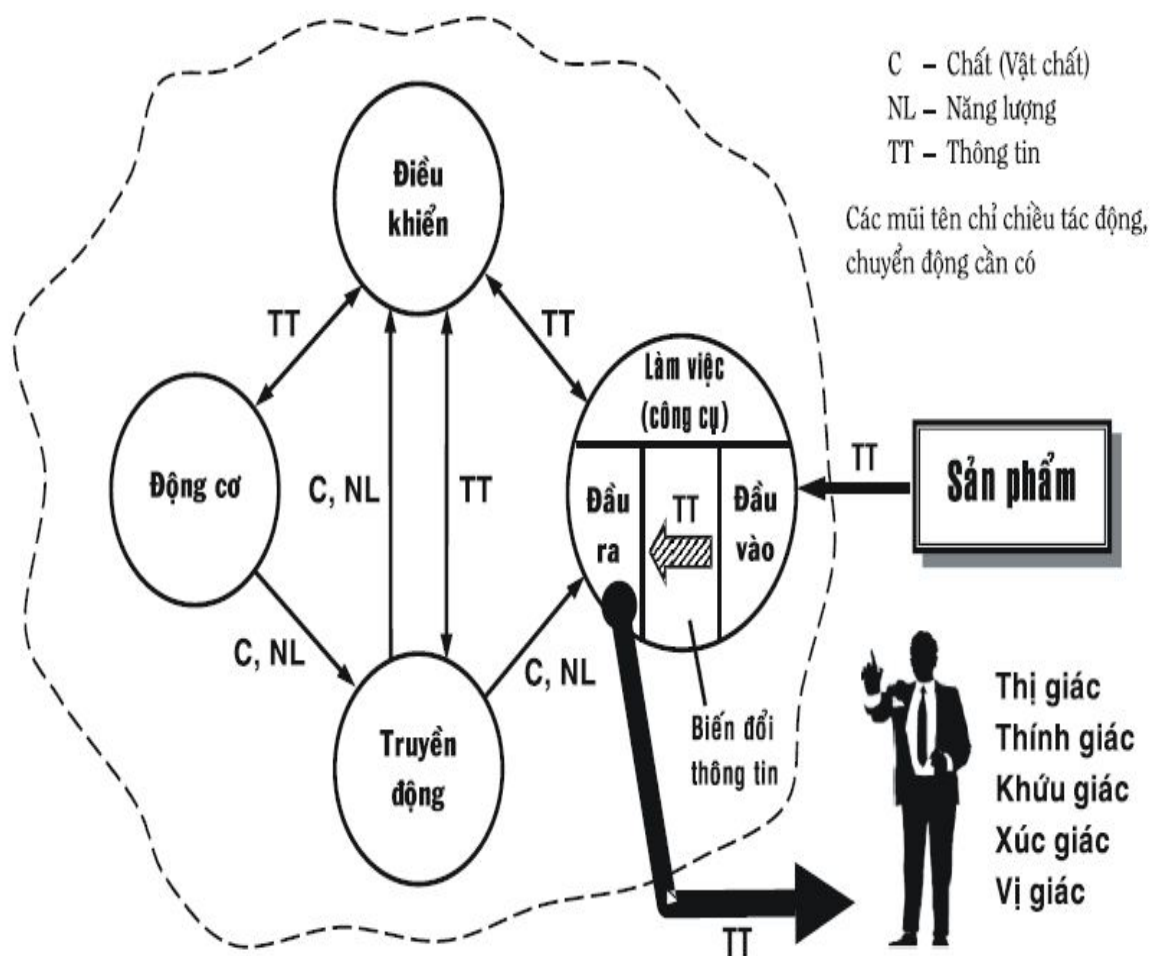 C – Chất (Vật chất)
NL – Năng lượng
TT – Thông tin
Các mũi tên chỉ chiều tác động,
chuyển động cần có
Điều
khiển
TT
TT
Làm việc
(công cụ)
Động cơ
C, NL
TT
Đầu
ra
TT
Đầu
vào
TT
Sản phẩm
C, NL
C, NL
Truyền
động
Biến đổi
thông tin
Thị giác
Thính giác
Khứu giác
Xúc giác
Vị giác
TT